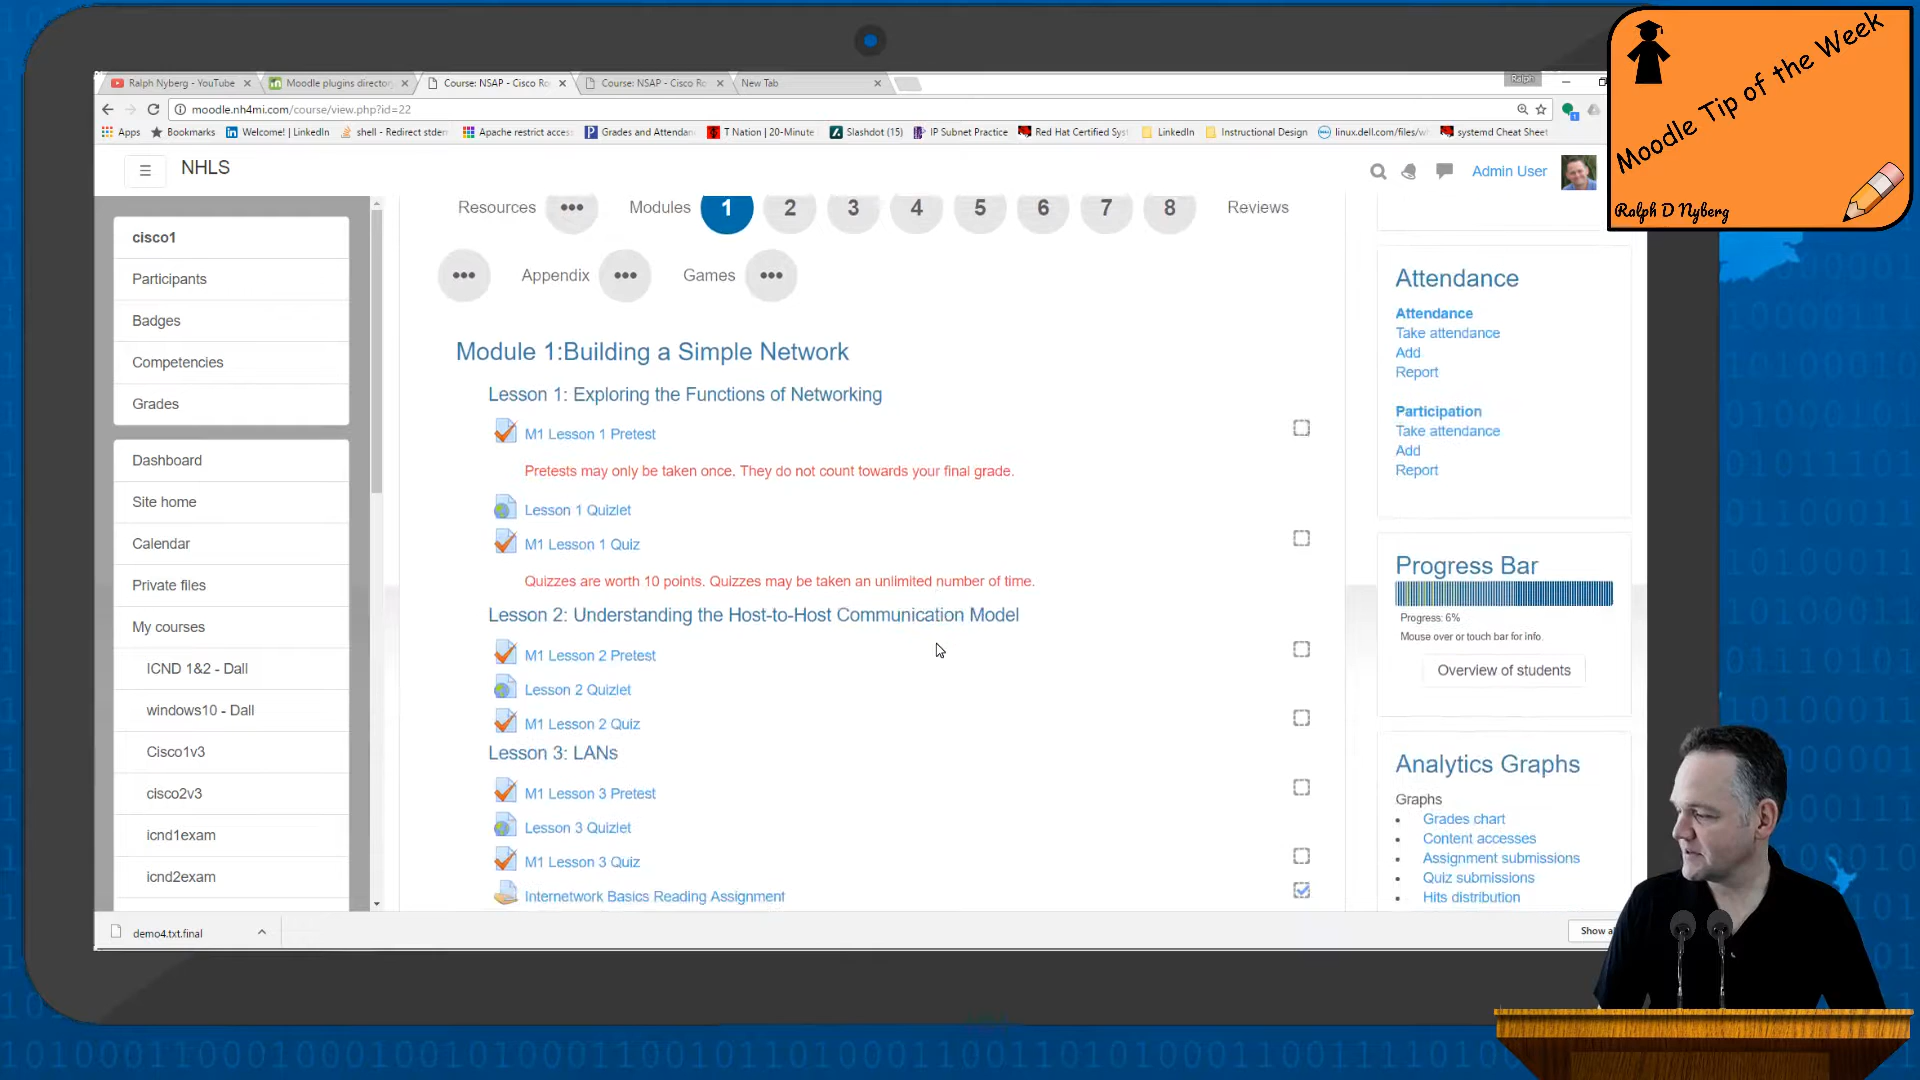 Moodle Tip of the Week
Ralph D Nyberg
Ralph Nyberg - YouTube
Moodle plugins director
Course: NSAP - Cisco Ro
Course: NSAP - Cisco Ro
New Tab
Ralph
moodle.nh4mi.com/course/view.php?id=22
Apps
Bookmarks
Welcome! | LinkedIn
shell - Redirect stderr
Apache restrict acces
Grades and Attendan
T Nation | 20-Minute
Slashdot (15)
IP Subnet Practice
Red Hat Certified Sys
LinkedIn
Instructional Design
linux.dell.com/files/w
systemd Cheat Sheet
NHLS
Admin User
cisco1
Participants
Badges
Competencies
Grades
Dashboard
Site home
Calendar
Private files
My courses
ICND 1&2 - Dall
windows10 - Dall
Cisco1v3
cisco2v3
icnd1exam
icnd2exam
Resources ••• Modules 1 2 3 4 5 6 7 8 Reviews
••• Appendix ••• Games •••
Module 1:Building a Simple Network
Lesson 1: Exploring the Functions of Networking
M1 Lesson 1 Pretest
Pretests may only be taken once. They do not count towards your final grade.
Lesson 1 Quizlet
M1 Lesson 1 Quiz
Quizzes are worth 10 points. Quizzes may be taken an unlimited number of time.
Lesson 2: Understanding the Host-to-Host Communication Model
M1 Lesson 2 Pretest
Lesson 2 Quizlet
M1 Lesson 2 Quiz
Lesson 3: LANs
M1 Lesson 3 Pretest
Lesson 3 Quizlet
M1 Lesson 3 Quiz
Internetwork Basics Reading Assignment
Attendance
Attendance
Take attendance
Add
Report
Participation
Take attendance
Add
Report
Progress Bar
Progress: 6%
Mouse over or touch bar for info.
Overview of students
Analytics Graphs
Graphs
Grades chart
Content accesses
Assignment submissions
Quiz submissions
Hits distribution
demo4.txt.final
Show a